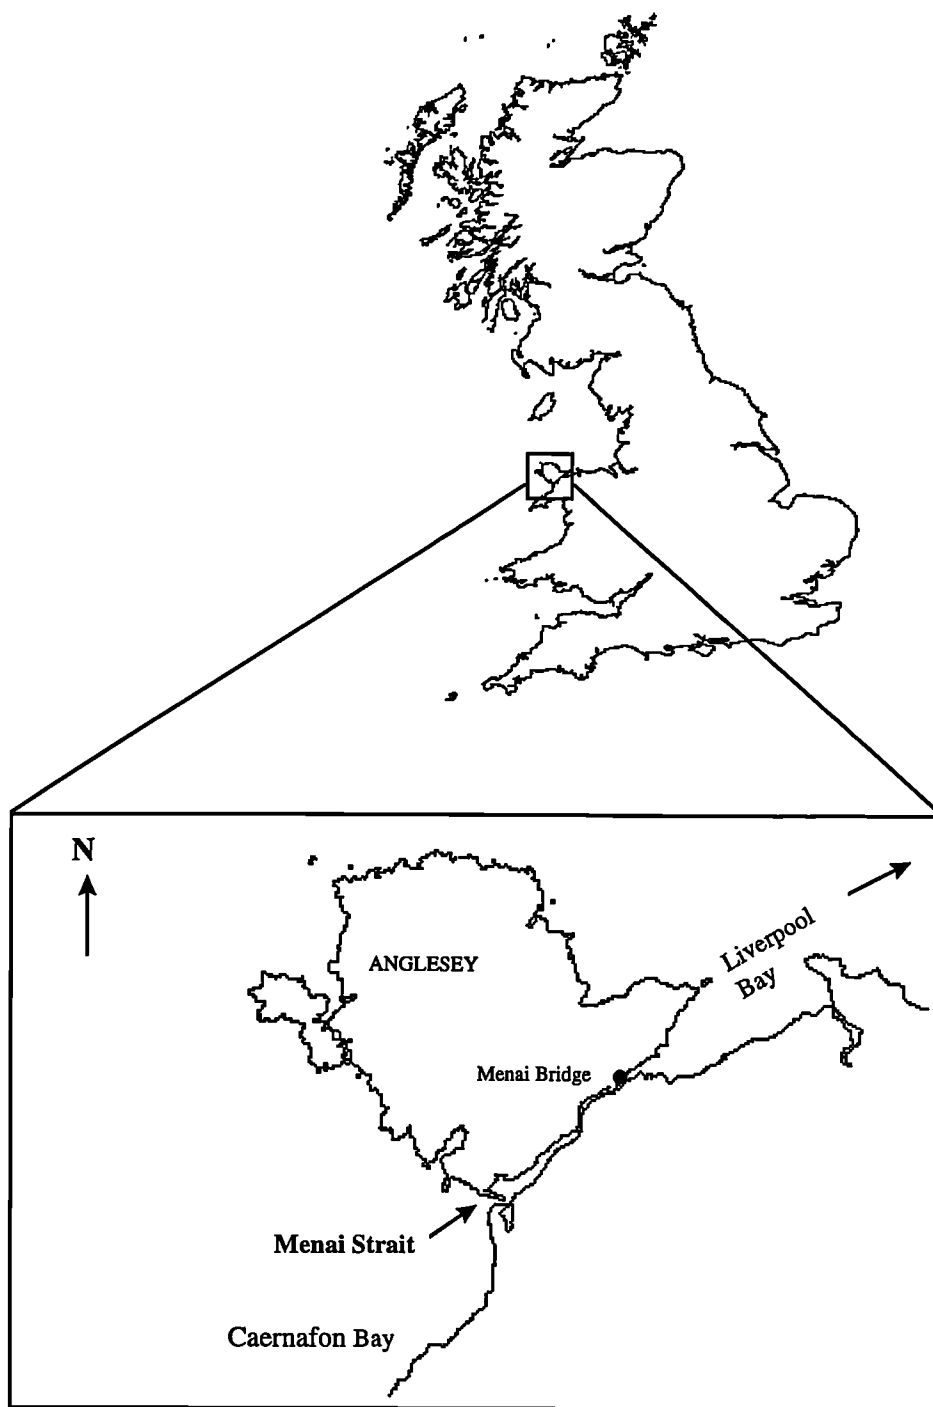 N
ANGLESEY
Liverpool
Bay
Menai Bridge
Menai Strait
Caernafon Bay